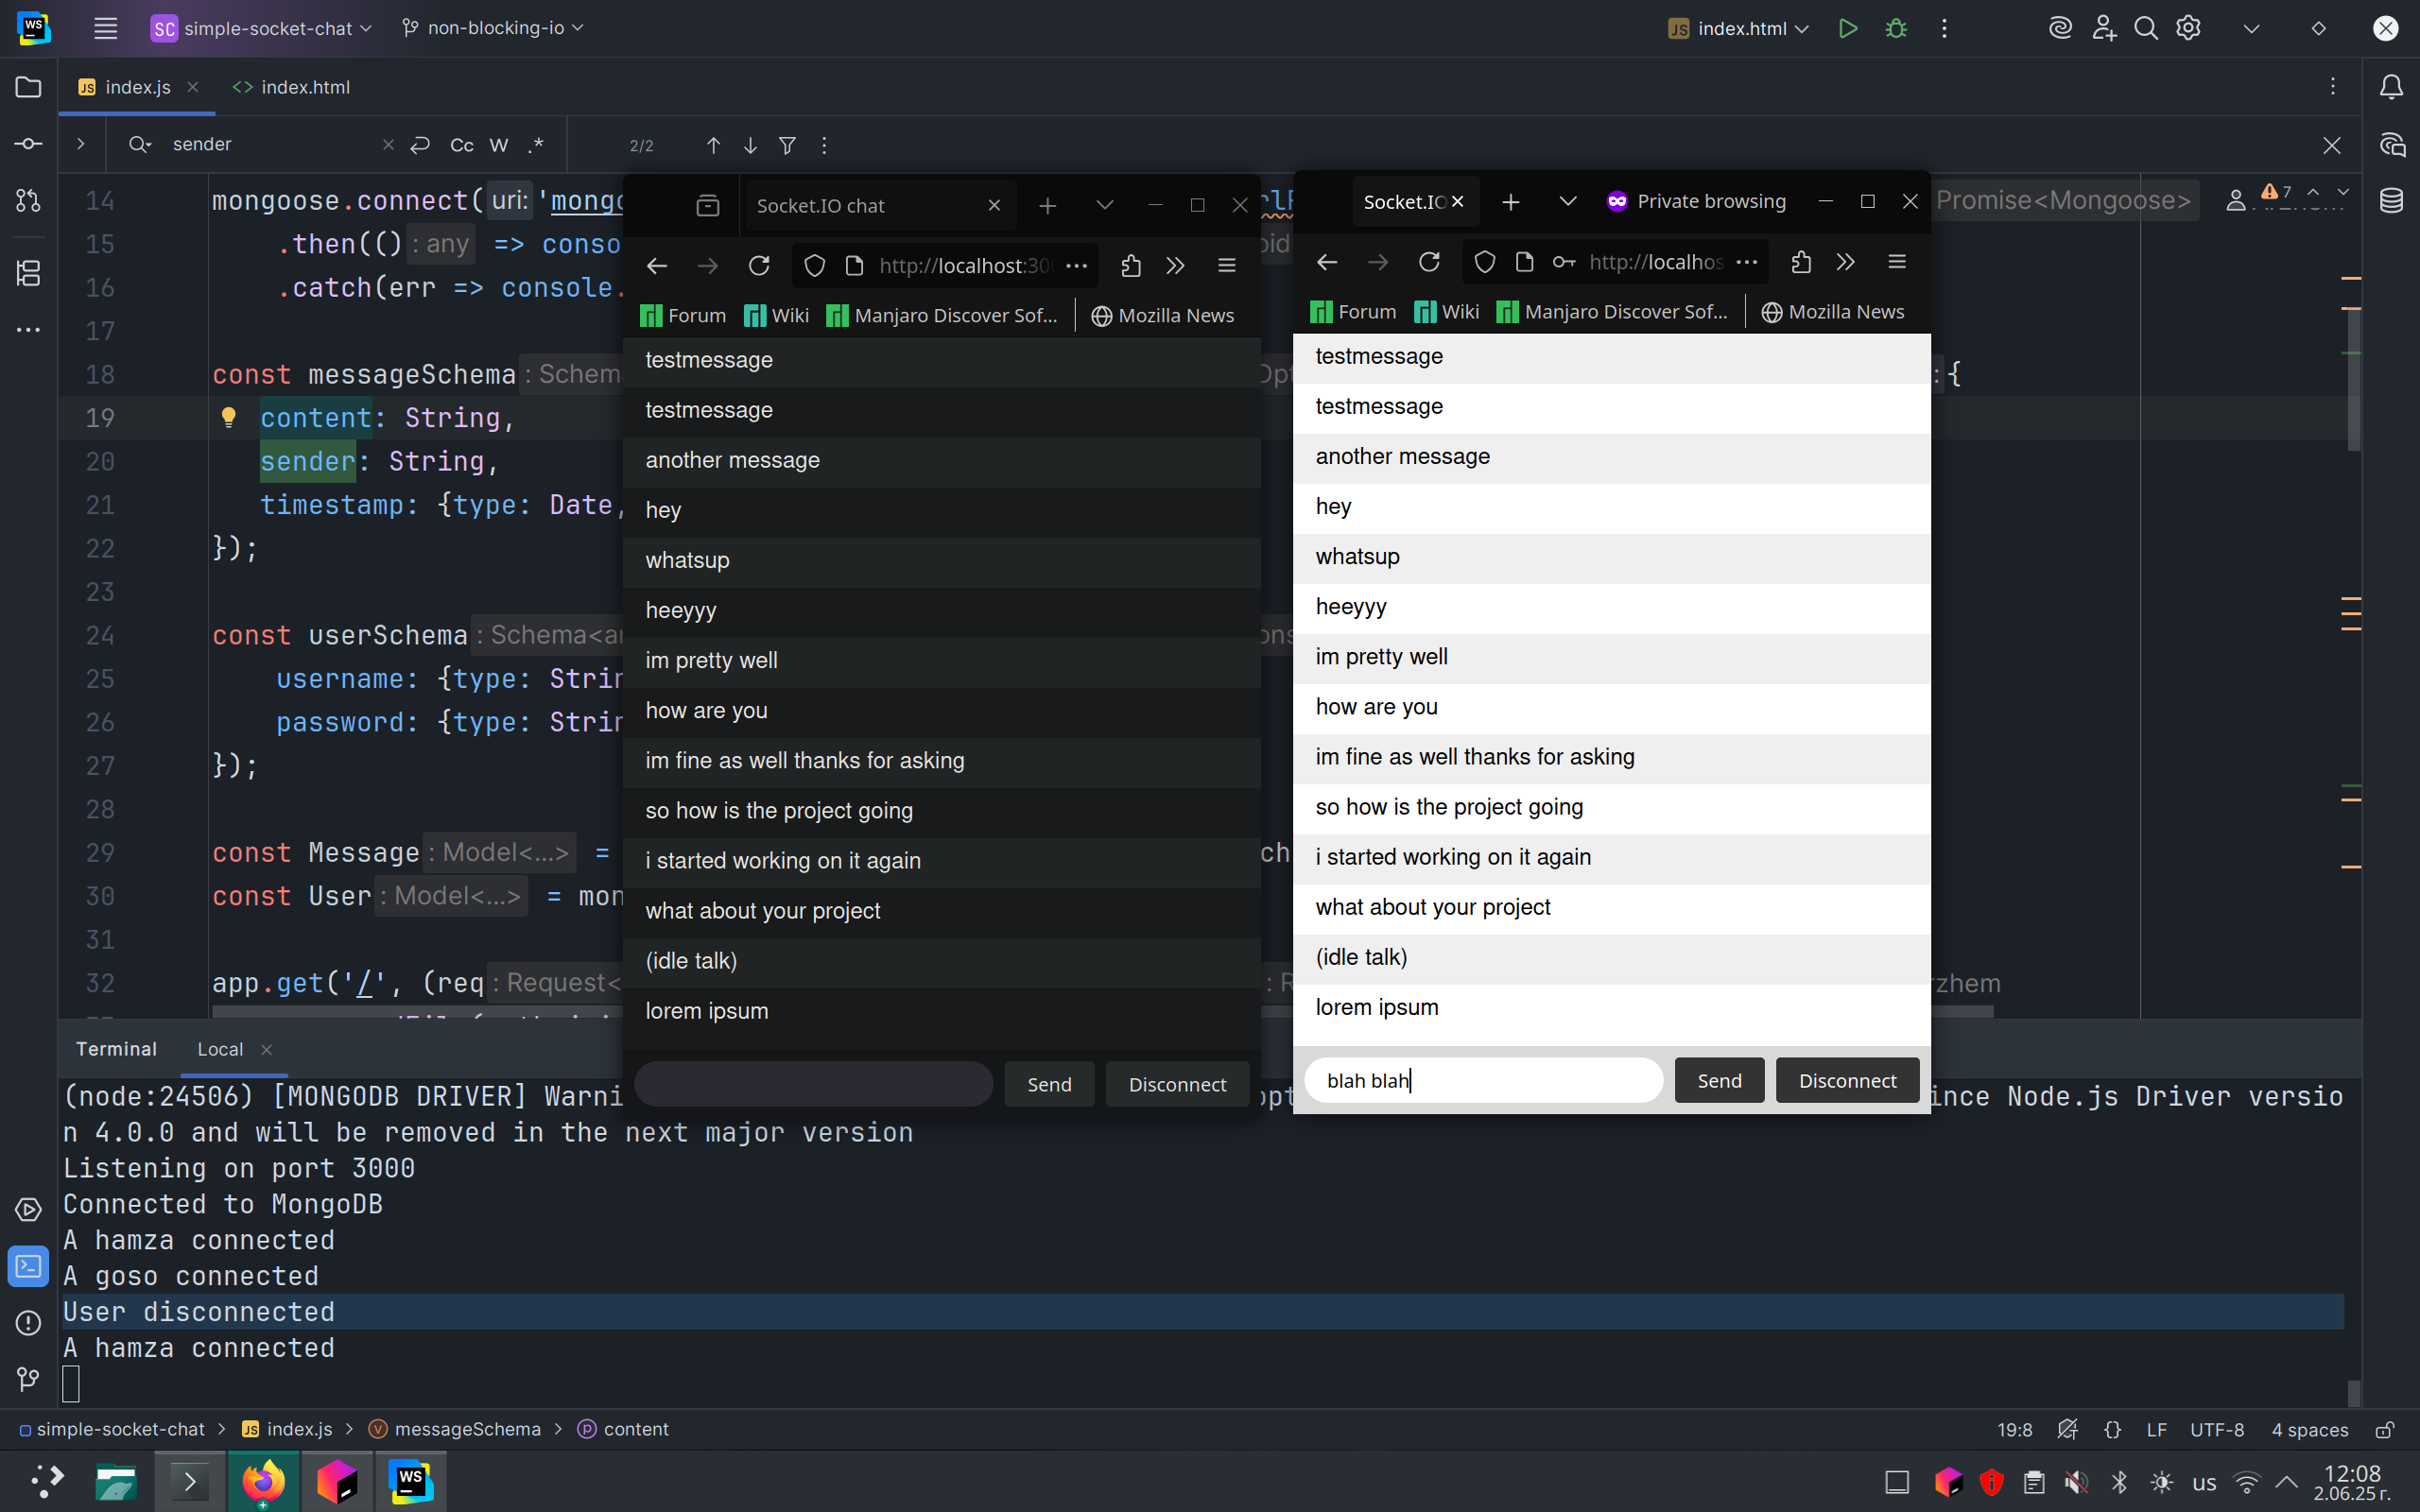 SC simple-socket-chat non-blocking-io index.html
index.js index.html
sender Cc W .* 2/2
14 mongoose.connect( uri: 'mong Promise<Mongoose> 7
15 .then(() : any => conso
16 .catch(err => console.
17
18 const messageSchema : Schem : {
19 content: String,
20 sender: String,
21 timestamp: {type: Date,
22 });
23
24 const userSchema : Schema<a
25 username: {type: Strin
26 password: {type: Strin
27 });
28
29 const Message : Model<...> =
30 const User : Model<...> = mon
31
32 app.get('/', (req : Request<
Socket.IO chat
http://localhost:30
Forum Wiki Manjaro Discover Sof... Mozilla News
testmessage
testmessage
another message
hey
whatsup
heeyyy
im pretty well
how are you
im fine as well thanks for asking
so how is the project going
i started working on it again
what about your project
(idle talk)
lorem ipsum
Send Disconnect
Socket.IO Private browsing
http://localhos
Forum Wiki Manjaro Discover Sof... Mozilla News
testmessage
testmessage
another message
hey
whatsup
heeyyy
im pretty well
how are you
im fine as well thanks for asking
so how is the project going
i started working on it again
what about your project
(idle talk)
lorem ipsum
blah blah Send Disconnect
Terminal Local
(node:24506) [MONGODB DRIVER] Warni ince Node.js Driver versio
n 4.0.0 and will be removed in the next major version
Listening on port 3000
Connected to MongoDB
A hamza connected
A goso connected
User disconnected
A hamza connected
simple-socket-chat > JS index.js > messageSchema > content 19:8 {} LF UTF-8 4 spaces
WS us 12:08
2.06.25 г.